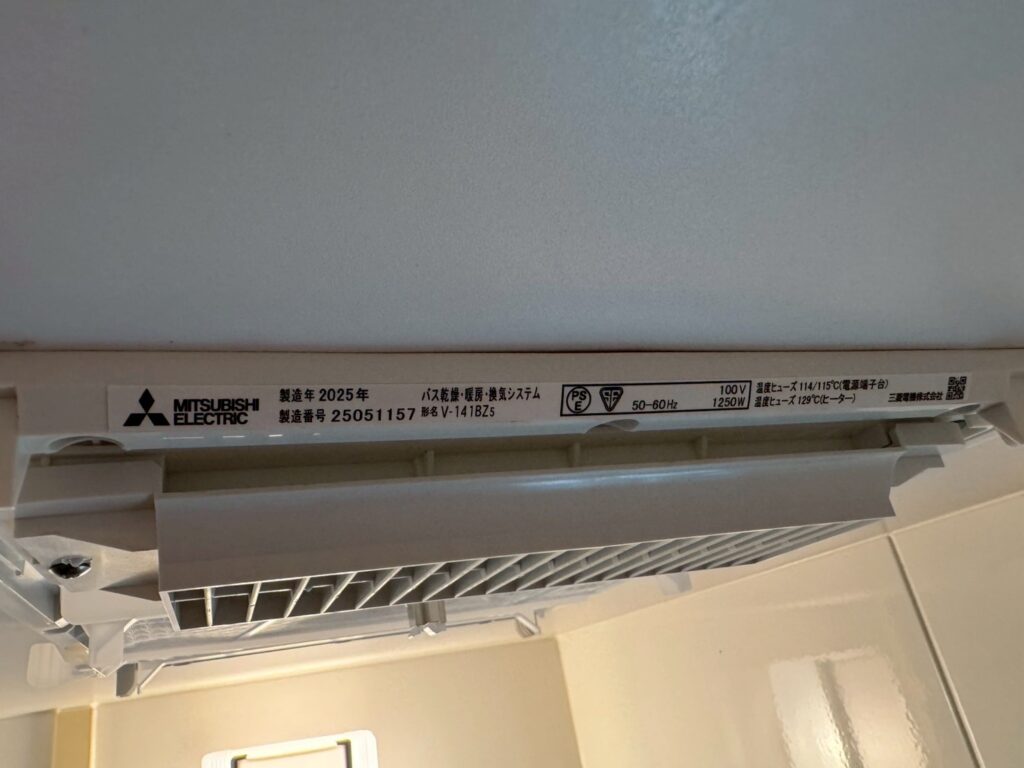 MITSUBISHI
ELECTRIC
製造年 2025年
製造番号 25051157
バス乾燥・暖房・換気システム
形名 V-141BZ5
PS
E
50-60Hz
100V
1250W
温度ヒューズ 114/115℃(電源端子台)
温度ヒューズ 129℃(ヒーター)
三菱電機株式会社